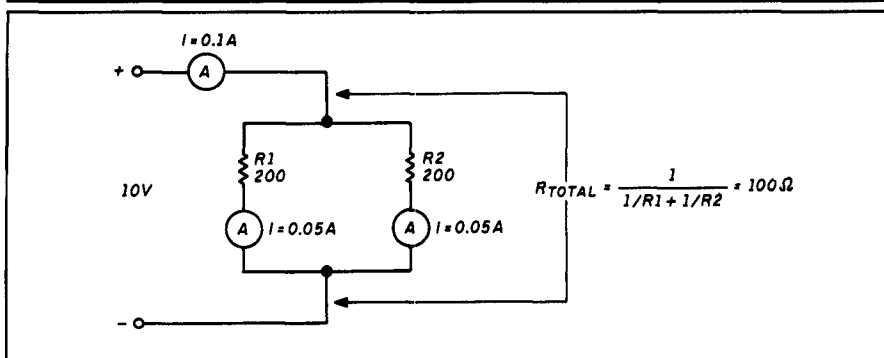 I=0.1A
+ A
R1
200
R2
200
10V
RTOTAL = 1 / 1/R1 + 1/R2 = 100Ω
A I=0.05A
A I=0.05A
-